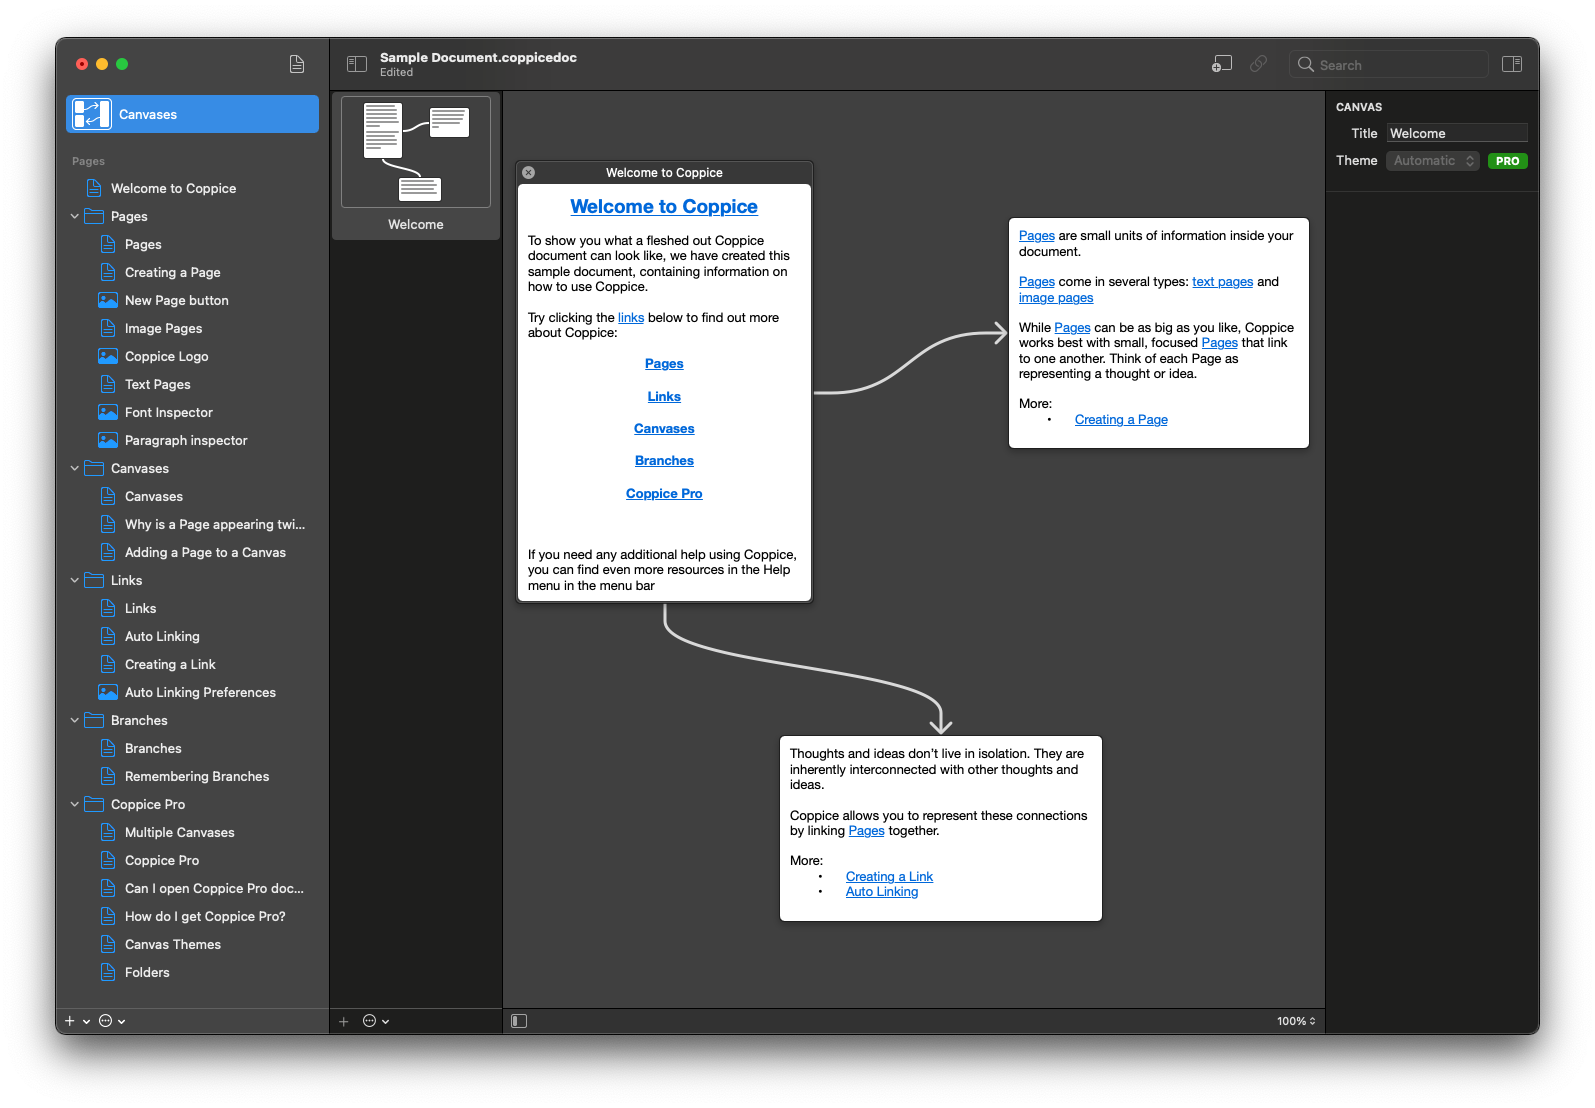 Sample Document.coppicedoc
Edited
Search
Canvases
Pages
Welcome to Coppice
Pages
Pages
Creating a Page
New Page button
Image Pages
Coppice Logo
Text Pages
Font Inspector
Paragraph inspector
Canvases
Canvases
Why is a Page appearing twi...
Adding a Page to a Canvas
Links
Links
Auto Linking
Creating a Link
Auto Linking Preferences
Branches
Branches
Remembering Branches
Coppice Pro
Multiple Canvases
Coppice Pro
Can I open Coppice Pro doc...
How do I get Coppice Pro?
Canvas Themes
Folders
Welcome
Welcome to Coppice
Welcome to Coppice
To show you what a fleshed out Coppice
document can look like, we have created this
sample document, containing information on
how to use Coppice.
Try clicking the links below to find out more
about Coppice:
Pages
Links
Canvases
Branches
Coppice Pro
If you need any additional help using Coppice,
you can find even more resources in the Help
menu in the menu bar
Pages are small units of information inside your
document.
Pages come in several types: text pages and
image pages
While Pages can be as big as you like, Coppice
works best with small, focused Pages that link
to one another. Think of each Page as
representing a thought or idea.
More:
• Creating a Page
Thoughts and ideas don’t live in isolation. They are
inherently interconnected with other thoughts and
ideas.
Coppice allows you to represent these connections
by linking Pages together.
More:
• Creating a Link
• Auto Linking
100%
CANVAS
Title Welcome
Theme Automatic PRO